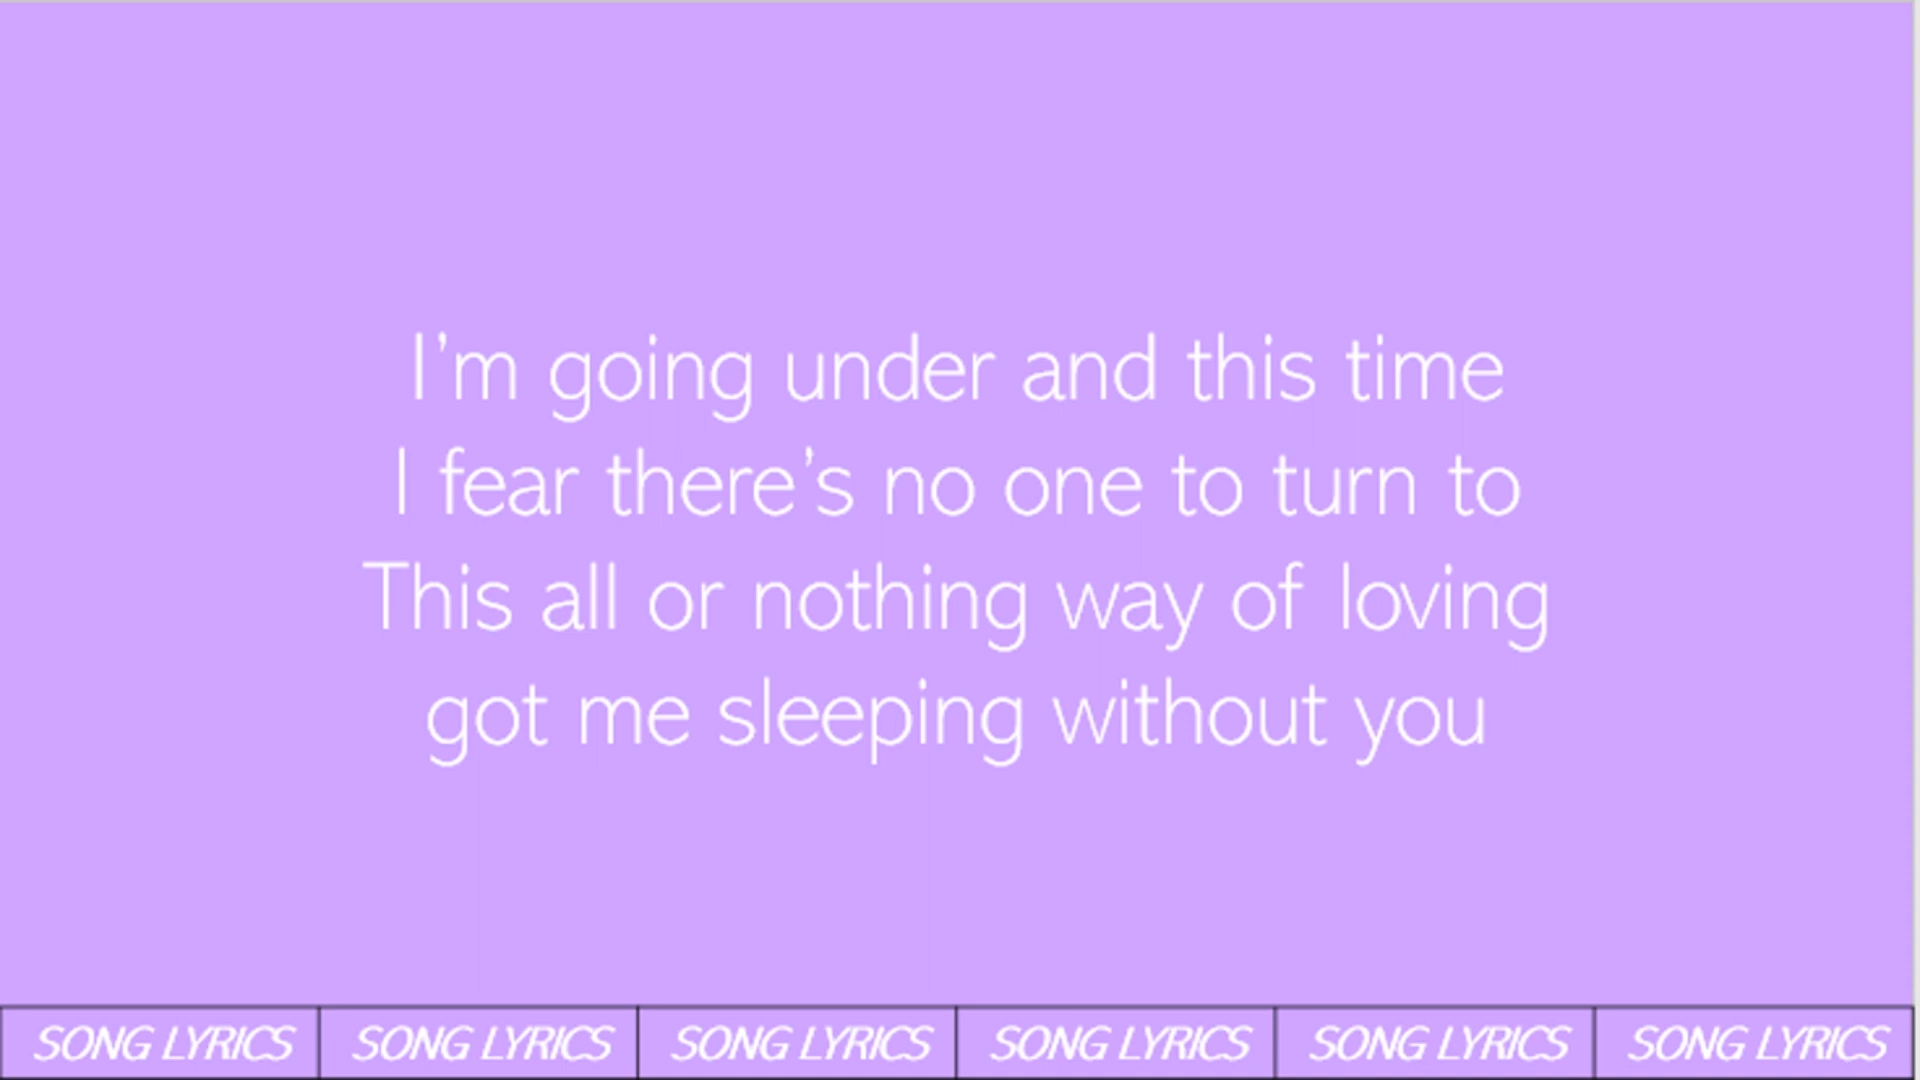 I’m going under and this time
I fear there’s no one to turn to
This all or nothing way of loving
got me sleeping without you
SONG LYRICS SONG LYRICS SONG LYRICS SONG LYRICS SONG LYRICS SONG LYRICS